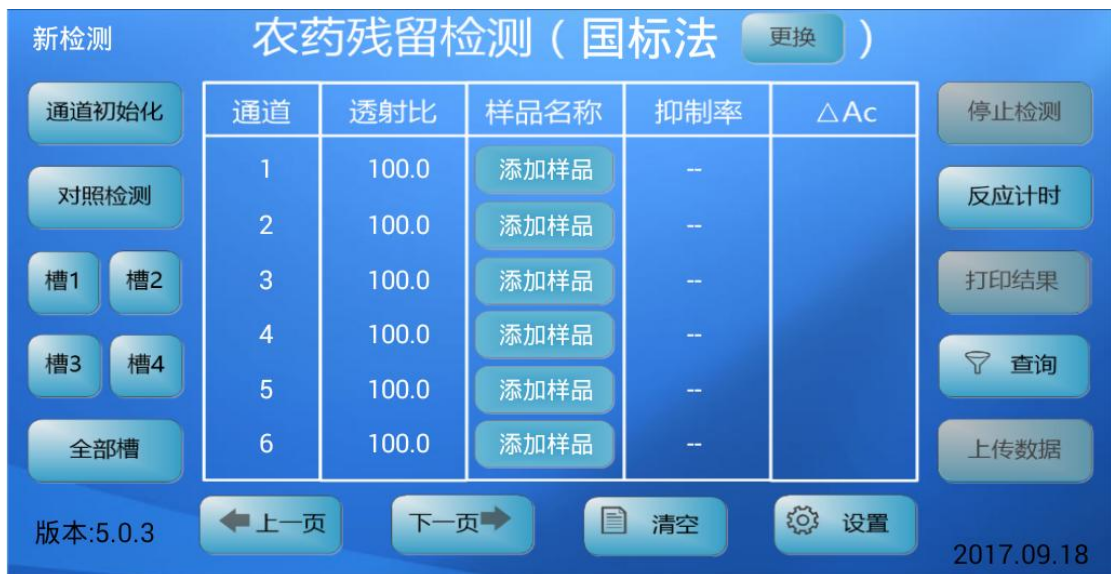 新检测
农药残留检测（国标法 更换 ）
通道初始化
对照检测
槽1 槽2
槽3 槽4
全部槽
通道 透射比 样品名称 抑制率 △Ac
1 100.0 添加样品 --
2 100.0 添加样品 --
3 100.0 添加样品 --
4 100.0 添加样品 --
5 100.0 添加样品 --
6 100.0 添加样品 --
停止检测
反应计时
打印结果
查询
上传数据
版本:5.0.3
上一页 下一页 清空 设置
2017.09.18